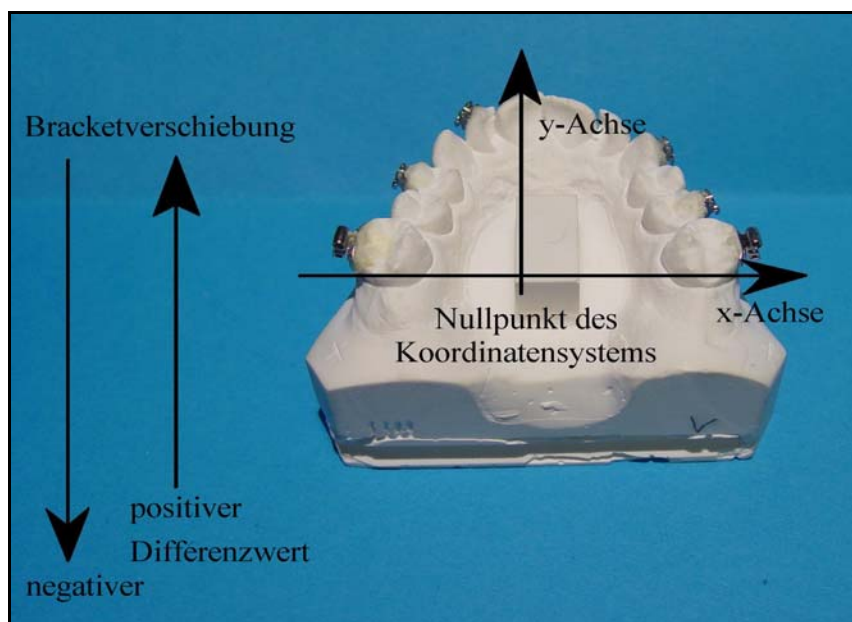 Bracketverschiebung
y-Achse
x-Achse
Nullpunkt des
Koordinatensystems
positiver
Differenzwert
negativer